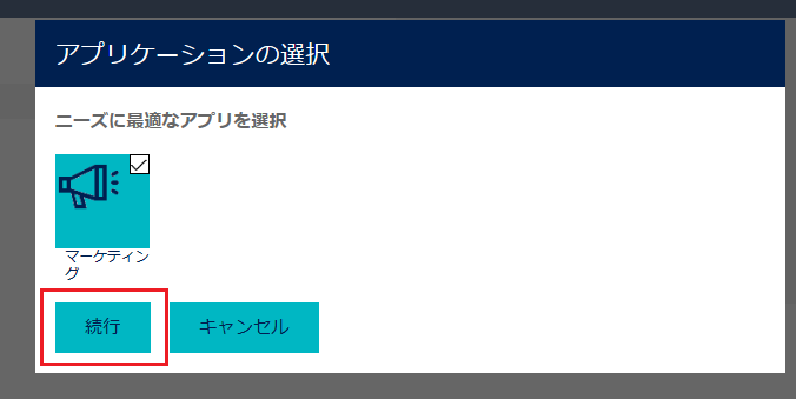 アプリケーションの選択
ニーズに最適なアプリを選択
マーケティン
グ
続行
キャンセル